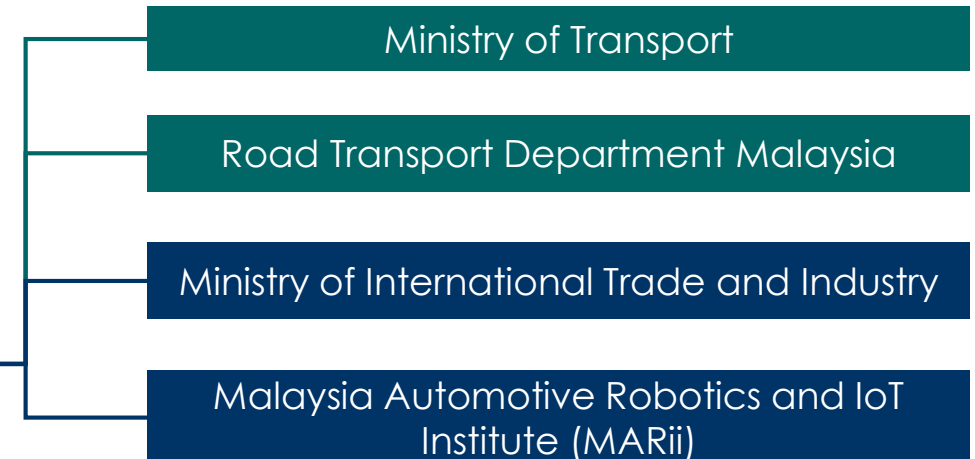 Ministry of Transport
Road Transport Department Malaysia
Ministry of International Trade and Industry
Malaysia Automotive Robotics and IoT
Institute (MARii)